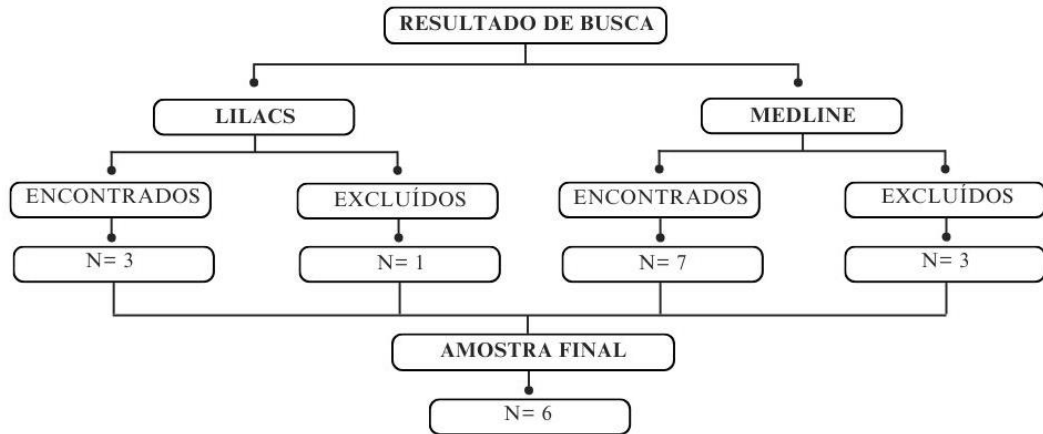 RESULTADO DE BUSCA
LILACS
MEDLINE
ENCONTRADOS
EXCLUÍDOS
ENCONTRADOS
EXCLUÍDOS
N= 3
N= 1
N= 7
N= 3
AMOSTRA FINAL
N= 6